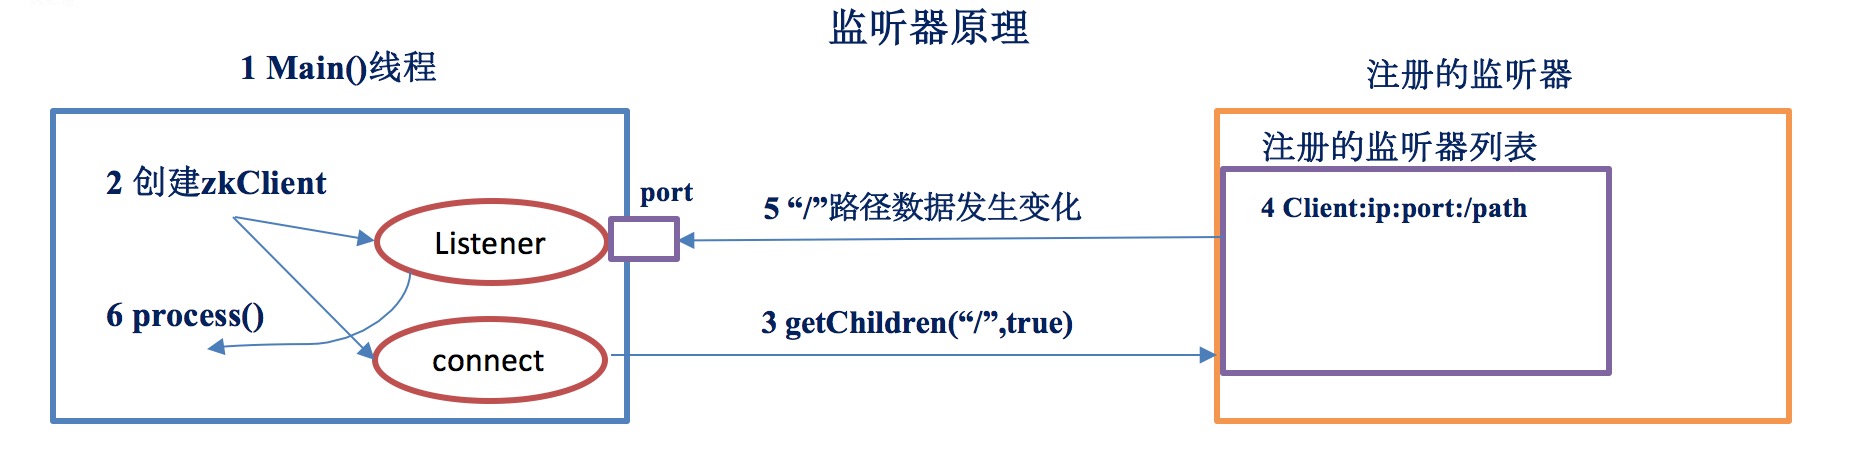 监听器原理
1 Main()线程
注册的监听器
注册的监听器列表
2 创建zkClient
port
5 “/”路径数据发生变化
4 Client:ip:port:/path
Listener
6 process()
3 getChildren(“/”,true)
connect